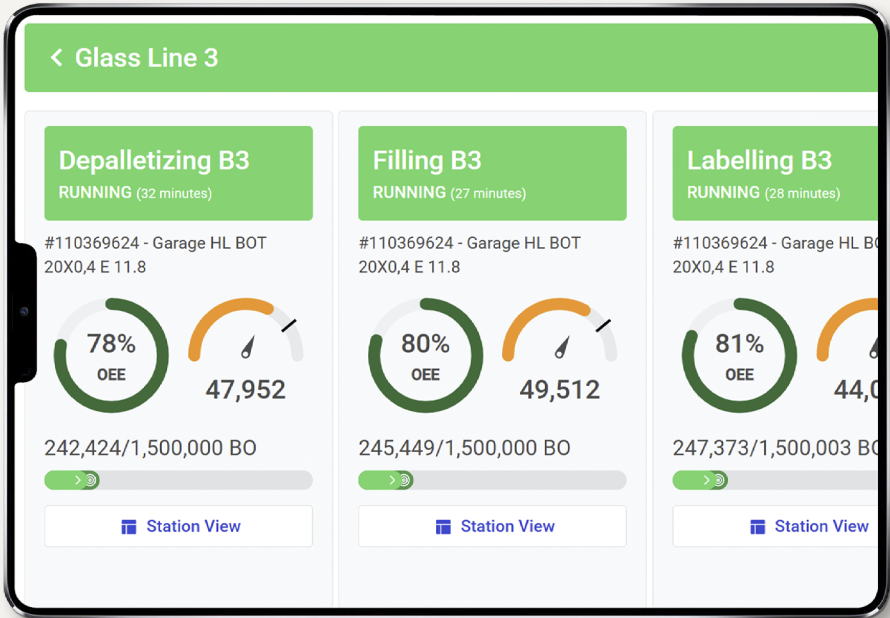 Glass Line 3
Depalletizing B3
RUNNING (32 minutes)
#110369624 - Garage HL BOT
20X0,4 E 11.8
78%
OEE
47,952
242,424/1,500,000 BO
Station View
Filling B3
RUNNING (27 minutes)
#110369624 - Garage HL BOT
20X0,4 E 11.8
80%
OEE
49,512
245,449/1,500,000 BO
Station View
Labelling B3
RUNNING (28 minutes)
#110369624 - Garage HL
20X0,4 E 11.8
81%
OEE
247,373/1,500,003
Station View